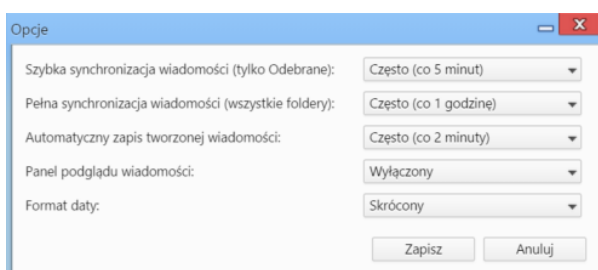 Opcje
Szybka synchronizacja wiadomości (tylko Odebrane): Często (co 5 minut)
Pełna synchronizacja wiadomości (wszystkie foldery): Często (co 1 godzinę)
Automatyczny zapis tworzonej wiadomości: Często (co 2 minuty)
Panel podglądu wiadomości: Wyłączony
Format daty: Skrócony
Zapisz Anuluj